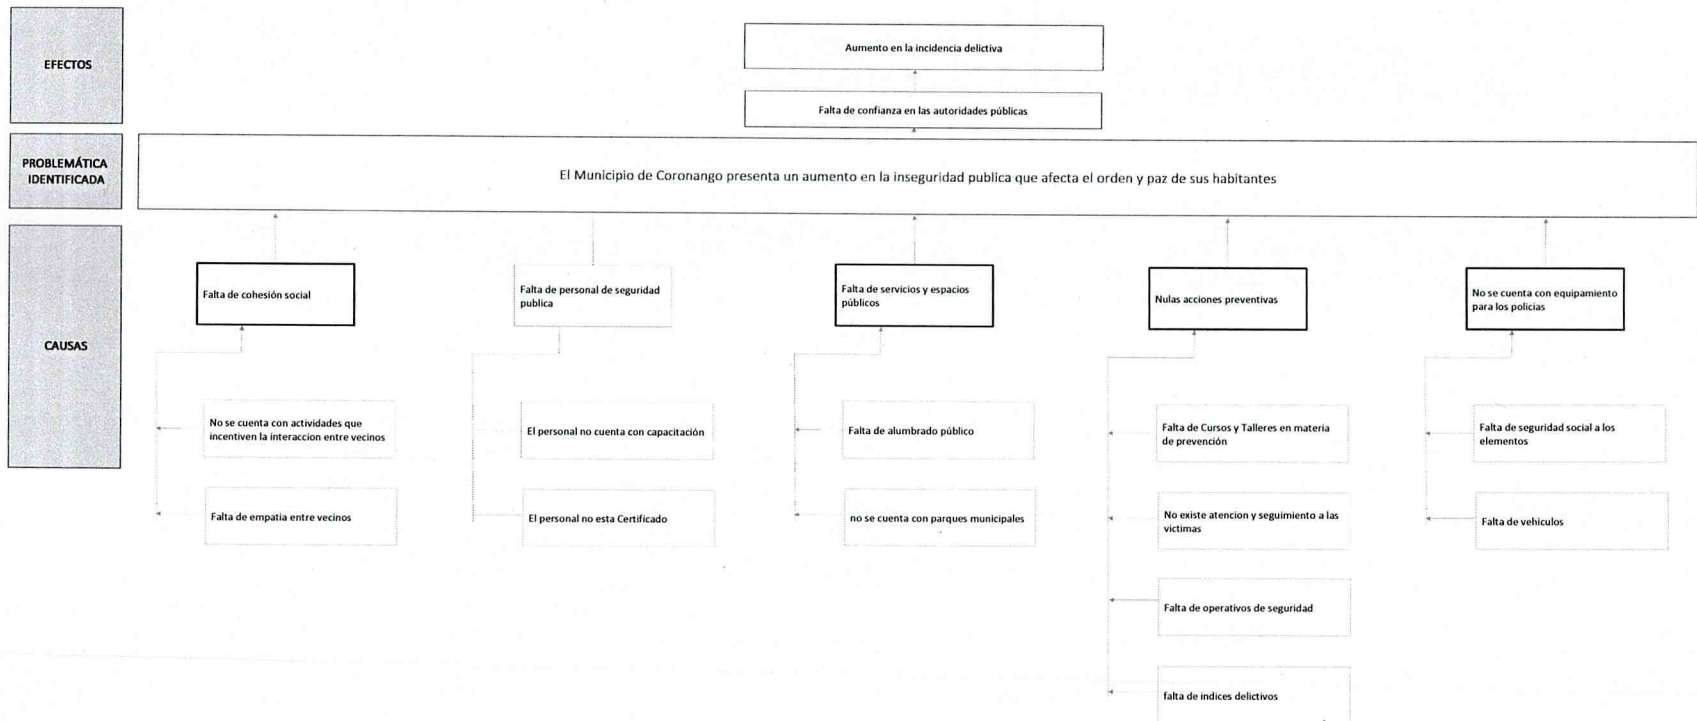 EFECTOS
Aumento en la incidencia delictiva
Falta de confianza en las autoridades públicas
PROBLEMÁTICA
IDENTIFICADA
El Municipio de Coronango presenta un aumento en la inseguridad publica que afecta el orden y paz de sus habitantes
CAUSAS
Falta de cohesión social
Falta de personal de seguridad
publica
Falta de servicios y espacios
públicos
Nulas acciones preventivas
No se cuenta con equipamiento
para los policias
No se cuenta con actividades que
incentiven la interaccion entre vecinos
El personal no cuenta con capacitación
Falta de alumbrado público
Falta de Cursos y Talleres en materia
de prevención
Falta de seguridad social a los
elementos
Falta de empatia entre vecinos
El personal no esta Certificado
no se cuenta con parques municipales
No existe atencion y seguimiento a las
victimas
Falta de vehiculos
Falta de operativos de seguridad
falta de indices delictivos